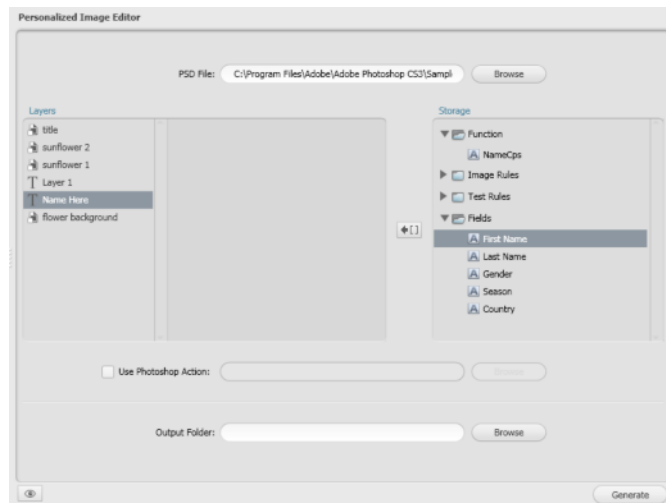 Personalized Image Editor
PSD File: C:\Program Files\Adobe\Adobe Photoshop CS3\Sampl
Browse
Layers
title
sunflower 2
sunflower 1
Layer 1
Name Here
flower background
Storage
Function
NameCps
Image Rules
Test Rules
Fields
First Name
Last Name
Gender
Season
Country
Use Photoshop Action:
Browse
Output Folder:
Browse
Generate